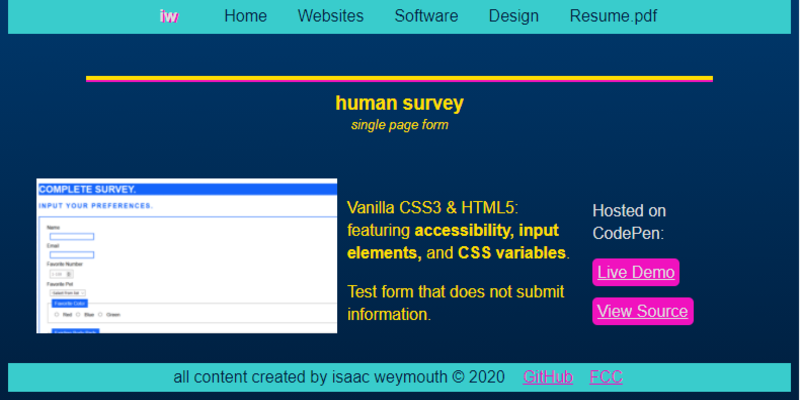 iw Home Websites Software Design Resume.pdf
human survey
single page form
COMPLETE SURVEY.
INPUT YOUR PREFERENCES.
Name
Email
Favorite Number
Favorite Pet
Favorite Color
Red Blue Green
Vanilla CSS3 & HTML5:
featuring accessibility, input
elements, and CSS variables.
Test form that does not submit
information.
Hosted on
CodePen:
Live Demo
View Source
all content created by isaac weymouth © 2020 GitHub FCC